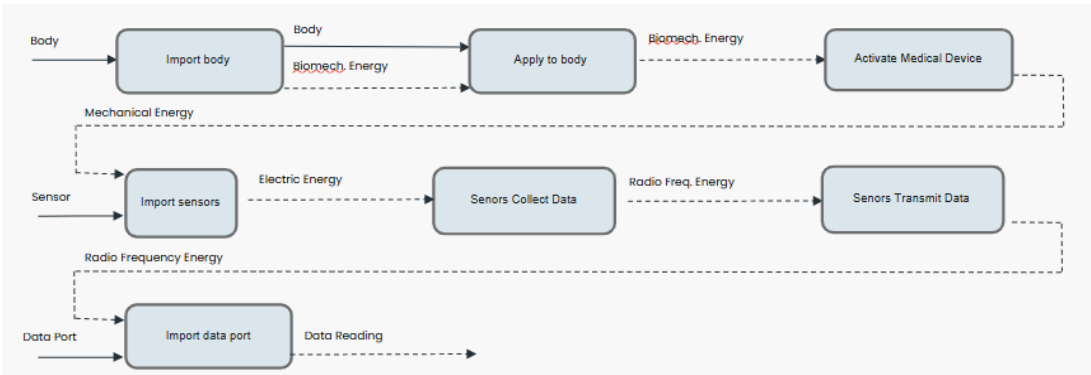 Body
Import body
Body
Biomech. Energy
Apply to body
Biomech. Energy
Activate Medical Device
Mechanical Energy
Sensor
Import sensors
Electric Energy
Senors Collect Data
Radio Freq. Energy
Senors Transmit Data
Radio Frequency Energy
Data Port
Import data port
Data Reading